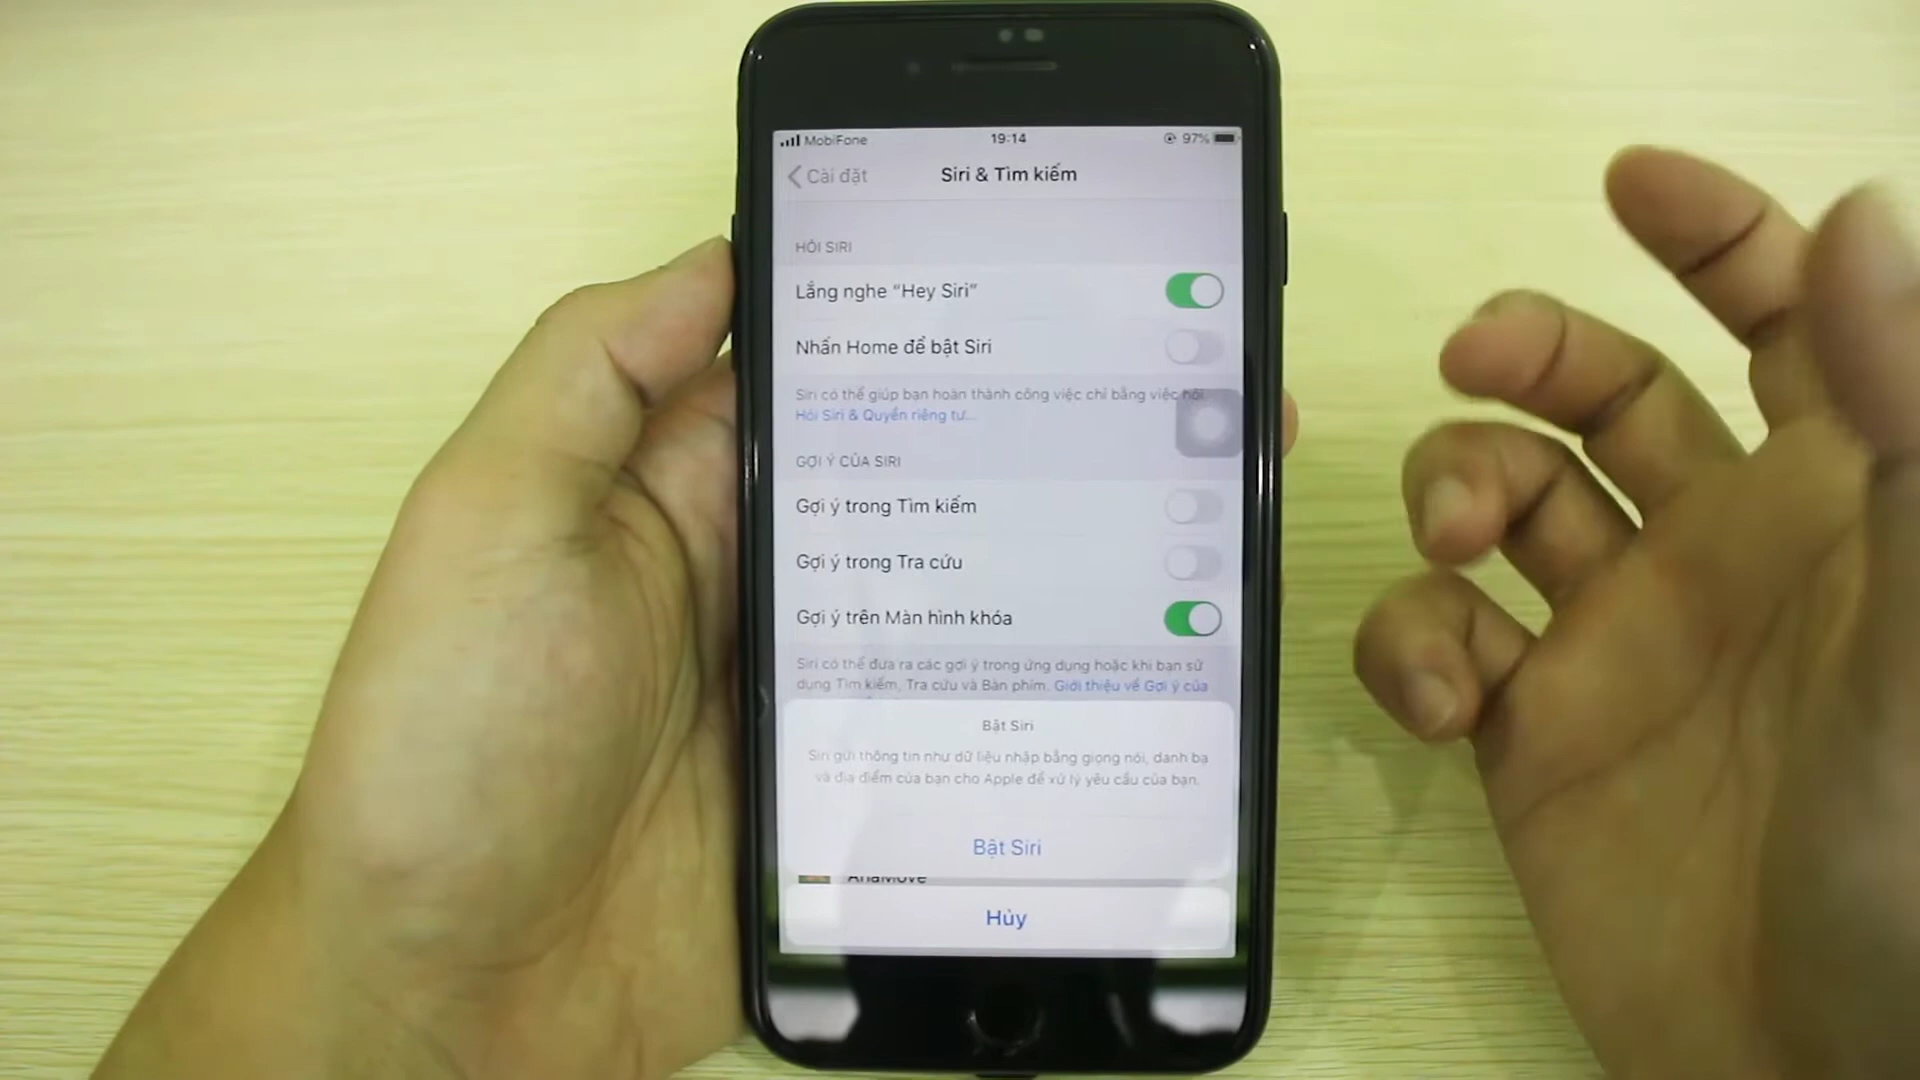 MobiFone 19:14 97%
Cài đặt Siri & Tìm kiếm
HỎI SIRI
Lắng nghe “Hey Siri”
Nhấn Home để bật Siri
Siri có thể giúp bạn hoàn thành công việc chỉ bằng việc hỏi.
Hỏi Siri & Quyền riêng tư...
GỢI Ý CỦA SIRI
Gợi ý trong Tìm kiếm
Gợi ý trong Tra cứu
Gợi ý trên Màn hình khóa
Siri có thể đưa ra các gợi ý trong ứng dụng hoặc khi bạn sử
dụng Tìm kiếm, Tra cứu và Bàn phím. Giới thiệu về Gợi ý của
Bật Siri
Siri gửi thông tin như dữ liệu nhập bằng giọng nói, danh bạ
và địa điểm của bạn cho Apple để xử lý yêu cầu của bạn.
Bật Siri
AhaMove
Hủy